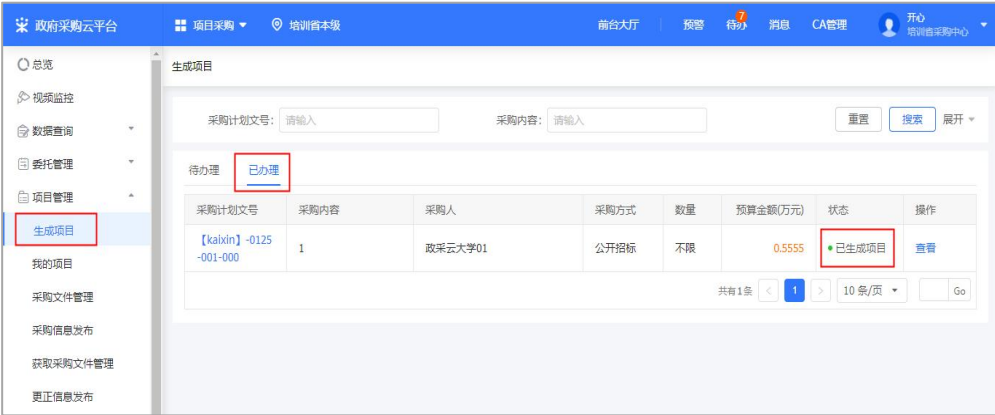 政府采购云平台
项目采购
培训省本级
前台大厅
预警
待办
7
消息
CA管理
开心
培训省采购中心
总览
视频监控
数据查询
委托管理
项目管理
生成项目
我的项目
采购文件管理
采购信息发布
获取采购文件管理
更正信息发布
生成项目
采购计划文号: 请输入
采购内容: 请输入
重置
搜索
展开
待办理
已办理
采购计划文号 采购内容 采购人 采购方式 数量 预算金额(万元) 状态 操作
【kaixin】-0125 1 政采云大学01 公开招标 不限 0.5555 已生成项目 查看
-001-000
共有1条 < 1 > 10 条/页 Go